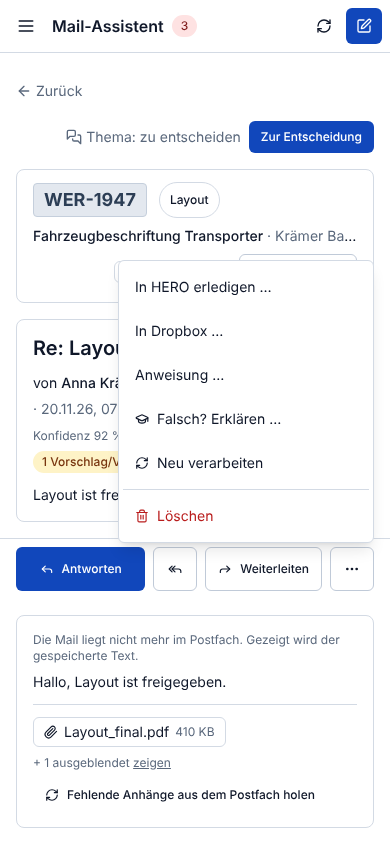 Mail-Assistent 3
Zurück
Thema: zu entscheiden Zur Entscheidung
WER-1947 Layout
Fahrzeugbeschriftung Transporter · Krämer Ba...
In HERO erledigen ...
In Dropbox ...
Anweisung ...
Falsch? Erklären ...
Neu verarbeiten
Löschen
Re: Layou
von Anna Krä
· 20.11.26, 07
Konfidenz 92 %
1 Vorschlag/V
Layout ist fre
Antworten Weiterleiten ...
Die Mail liegt nicht mehr im Postfach. Gezeigt wird der
gespeicherte Text.
Hallo, Layout ist freigegeben.
Layout_final.pdf 410 KB
+ 1 ausgeblendet zeigen
Fehlende Anhänge aus dem Postfach holen